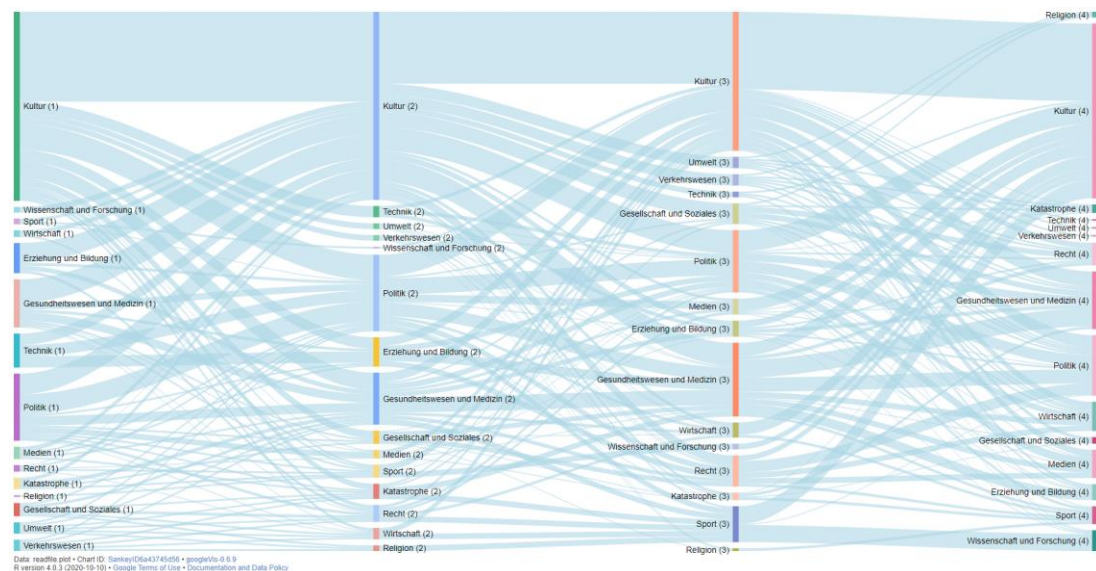 Kultur (1)
Wissenschaft und Forschung (1)
Sport (1)
Wirtschaft (1)
Erziehung und Bildung (1)
Gesundheitswesen und Medizin (1)
Technik (1)
Politik (1)
Medien (1)
Recht (1)
Katastrophe (1)
Religion (1)
Gesellschaft und Soziales (1)
Umwelt (1)
Verkehrswesen (1)
Kultur (2)
Technik (2)
Umwelt (2)
Verkehrswesen (2)
Wissenschaft und Forschung (2)
Politik (2)
Erziehung und Bildung (2)
Gesundheitswesen und Medizin (2)
Gesellschaft und Soziales (2)
Medien (2)
Sport (2)
Katastrophe (2)
Recht (2)
Wirtschaft (2)
Religion (2)
Kultur (3)
Umwelt (3)
Verkehrswesen (3)
Technik (3)
Gesellschaft und Soziales (3)
Politik (3)
Medien (3)
Erziehung und Bildung (3)
Gesundheitswesen und Medizin (3)
Wirtschaft (3)
Wissenschaft und Forschung (3)
Recht (3)
Katastrophe (3)
Sport (3)
Religion (3)
Religion (4)
Kultur (4)
Katastrophe (4)
Technik (4)
Umwelt (4)
Verkehrswesen (4)
Recht (4)
Gesundheitswesen und Medizin (4)
Politik (4)
Wirtschaft (4)
Gesellschaft und Soziales (4)
Medien (4)
Erziehung und Bildung (4)
Sport (4)
Wissenschaft und Forschung (4)
Data: readfile.plot • Chart ID: SankeyID6a43745d56 • googleVis-0.6.9
R version 4.0.3 (2020-10-10) • Google Terms of Use • Documentation and Data Policy